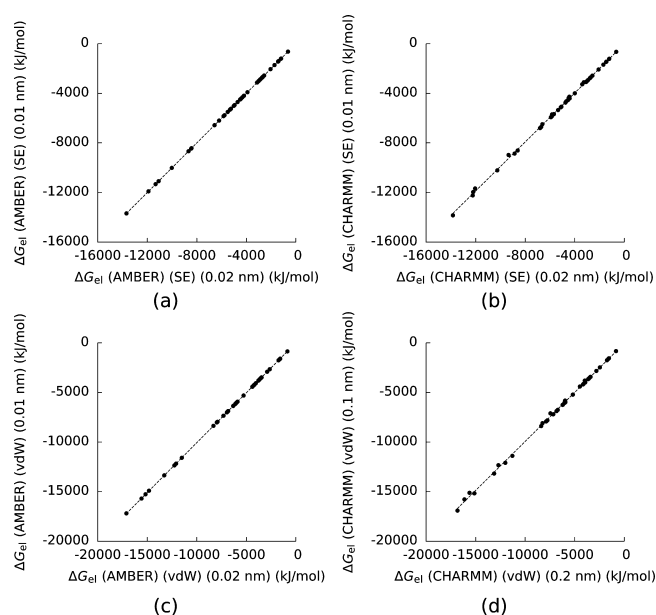 ΔGel (AMBER) (SE) (0.01 nm) (kJ/mol)
0
-4000
-8000
-12000
-16000
-16000 -12000 -8000 -4000 0
ΔGel (AMBER) (SE) (0.02 nm) (kJ/mol)
(a)
ΔGel (CHARMM) (SE) (0.01 nm) (kJ/mol)
0
-4000
-8000
-12000
-16000
-16000 -12000 -8000 -4000 0
ΔGel (CHARMM) (SE) (0.02 nm) (kJ/mol)
(b)
ΔGel (AMBER) (vdW) (0.01 nm) (kJ/mol)
0
-5000
-10000
-15000
-20000
-20000 -15000 -10000 -5000 0
ΔGel (AMBER) (vdW) (0.02 nm) (kJ/mol)
(c)
ΔGel (CHARMM) (vdW) (0.1 nm) (kJ/mol)
0
-5000
-10000
-15000
-20000
-20000 -15000 -10000 -5000 0
ΔGel (CHARMM) (vdW) (0.2 nm) (kJ/mol)
(d)